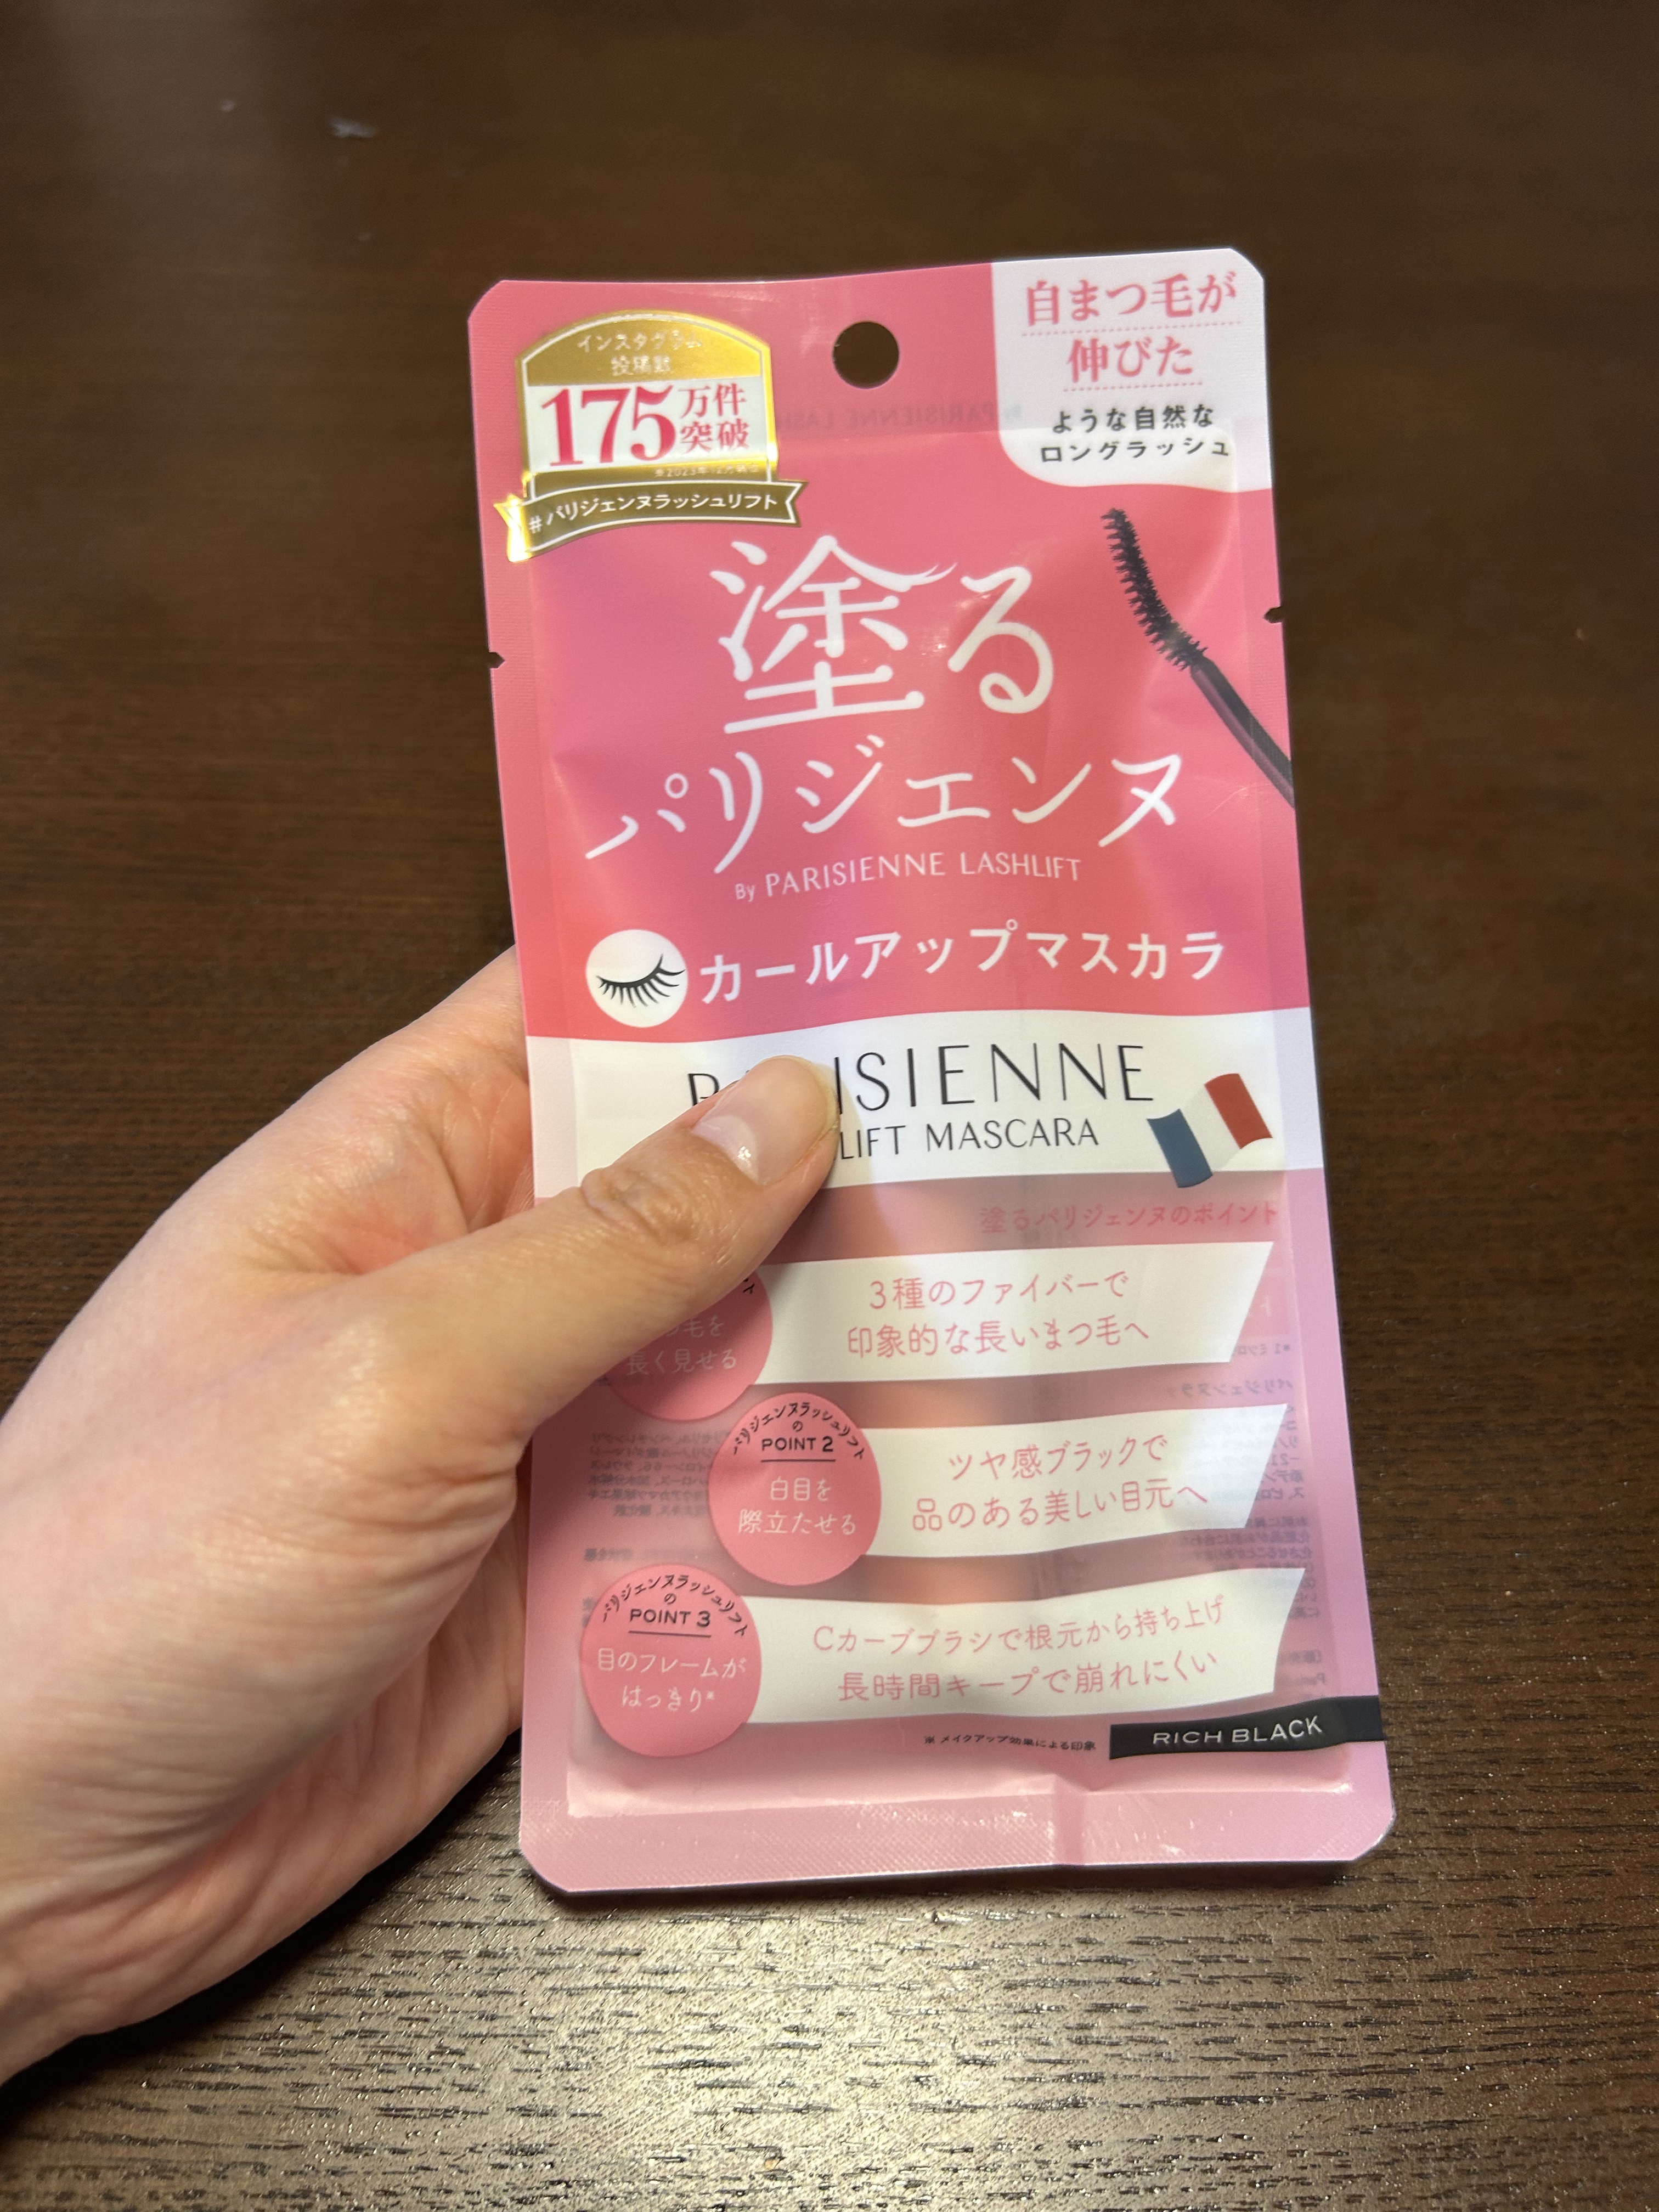 インスタグラム
投稿数
175万件
突破
#パリジェンヌラッシュリフト
自まつ毛が
伸びた
ような自然な
ロングラッシュ
塗る
パリジェンヌ
By PARISIENNE LASHLIFT
カールアップマスカラ
ISIENNE
LIFT MASCARA
塗るパリジェンヌのポイント
長く見せる
3種のファイバーで
印象的な長いまつ毛へ
パリジェンヌラッシュリフト
の
POINT 2
白目を
際立たせる
ツヤ感ブラックで
品のある美しい目元へ
パリジェンヌラッシュリフト
の
POINT 3
目のフレームが
はっきり※
Cカーブブラシで根元から持ち上げ
長時間キープで崩れにくい
※ メイクアップ効果による印象
RICH BLACK